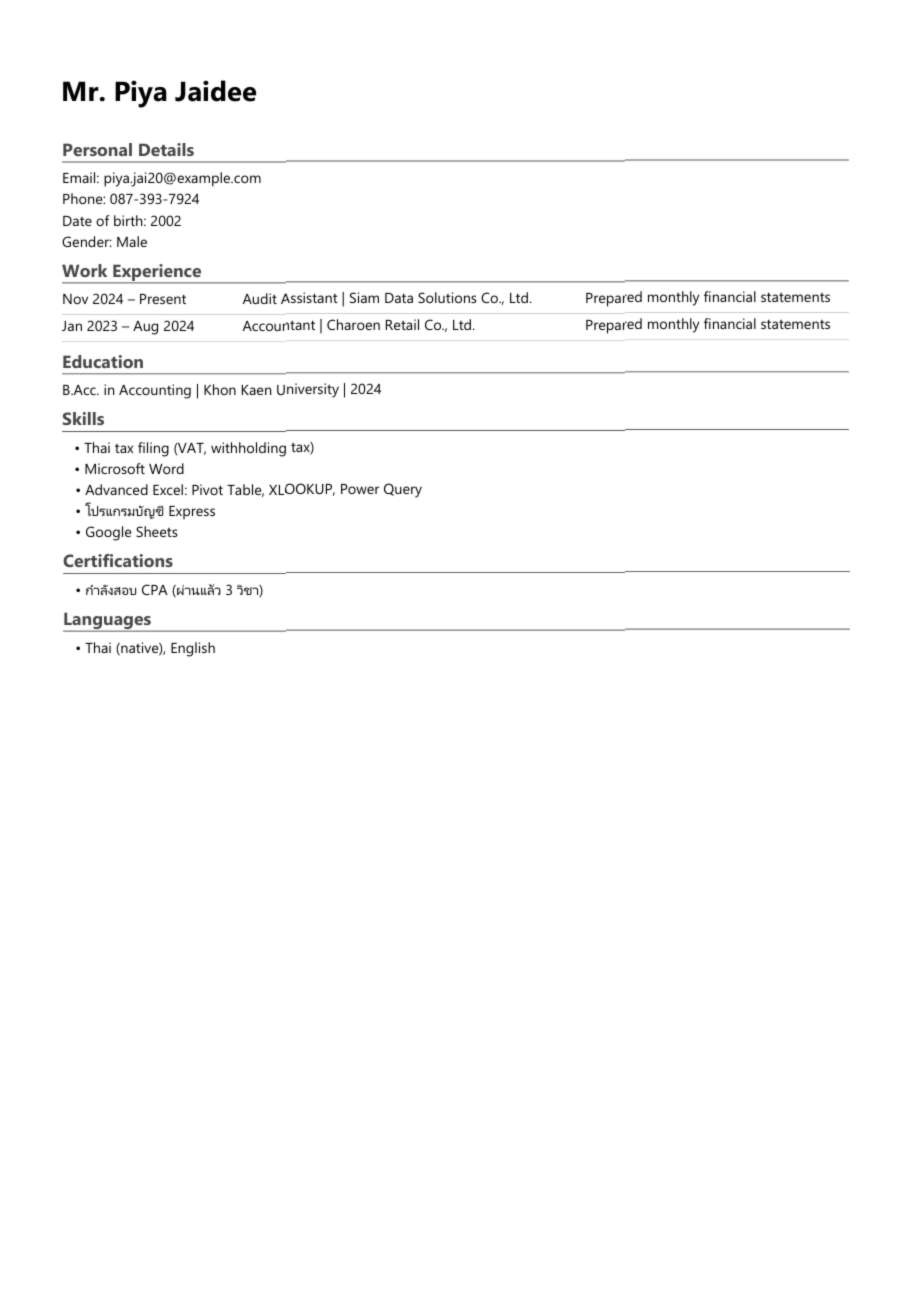 Mr. Piya Jaidee
Personal Details
Email: piya.jai20@example.com
Phone: 087-393-7924
Date of birth: 2002
Gender: Male
Work Experience
Nov 2024 – Present Audit Assistant | Siam Data Solutions Co., Ltd. Prepared monthly financial statements
Jan 2023 – Aug 2024 Accountant | Charoen Retail Co., Ltd. Prepared monthly financial statements
Education
B.Acc. in Accounting | Khon Kaen University | 2024
Skills
• Thai tax filing (VAT, withholding tax)
• Microsoft Word
• Advanced Excel: Pivot Table, XLOOKUP, Power Query
• โปรแกรมบัญชี Express
• Google Sheets
Certifications
• กำลังสอบ CPA (ผ่านแล้ว 3 วิชา)
Languages
• Thai (native), English